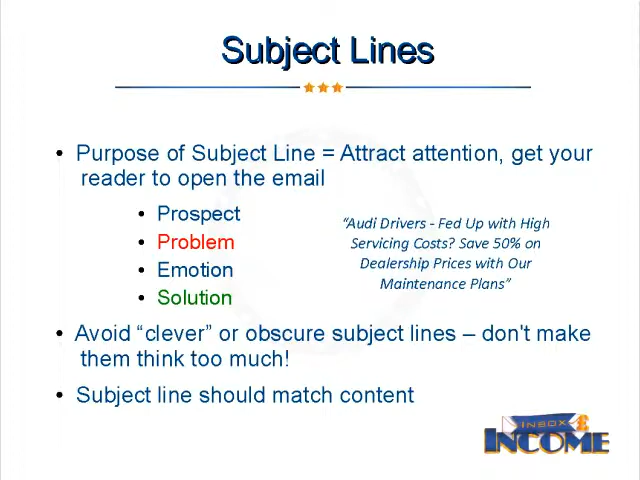 Subject Lines
• Purpose of Subject Line = Attract attention, get your
reader to open the email
• Prospect
• Problem
• Emotion
• Solution
“Audi Drivers - Fed Up with High
Servicing Costs? Save 50% on
Dealership Prices with Our
Maintenance Plans”
• Avoid “clever” or obscure subject lines – don't make
them think too much!
• Subject line should match content
INBOX £
INCOME